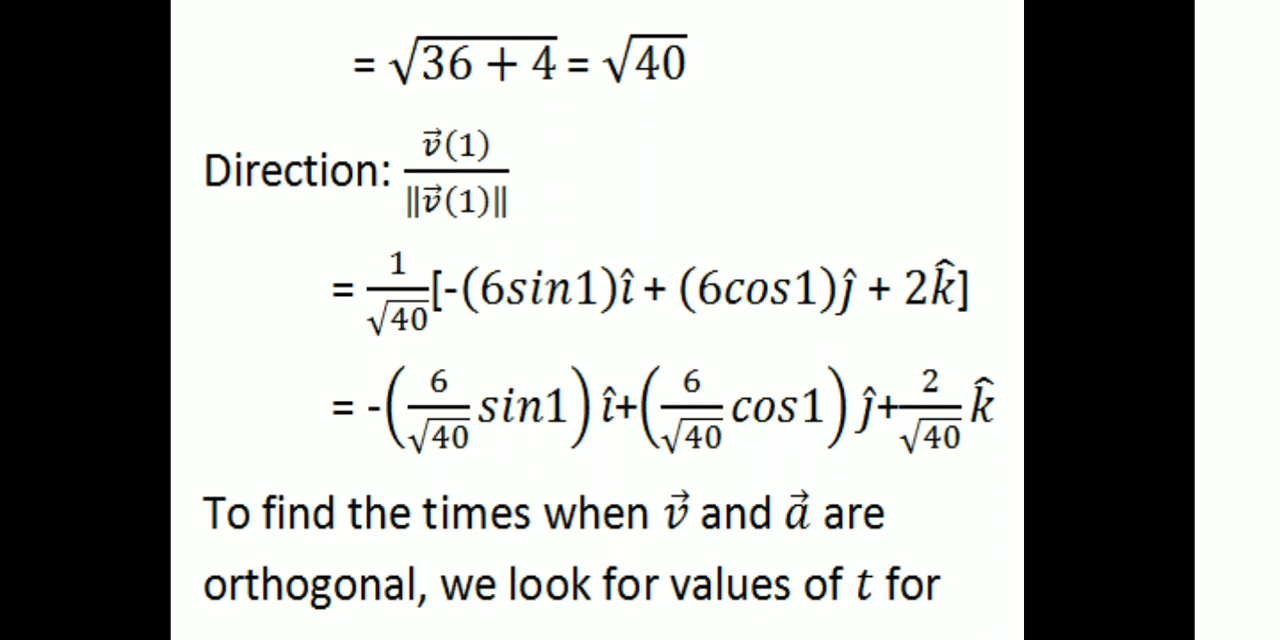 = √36 + 4 = √40
Direction: v⃗(1)/‖v⃗(1)‖
= 1/√40 [-(6sin1)î + (6cos1)ĵ + 2k̂]
= -(6/√40 sin1) î+(6/√40 cos1) ĵ+2/√40 k̂
To find the times when v⃗ and a⃗ are
orthogonal, we look for values of t for